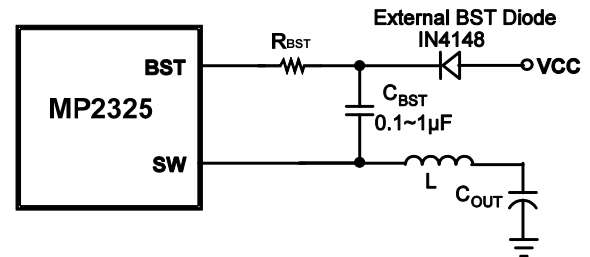 External BST Diode
IN4148
RBST
BST
VCC
CBST
MP2325
0.1~1µF
SW
L
COUT